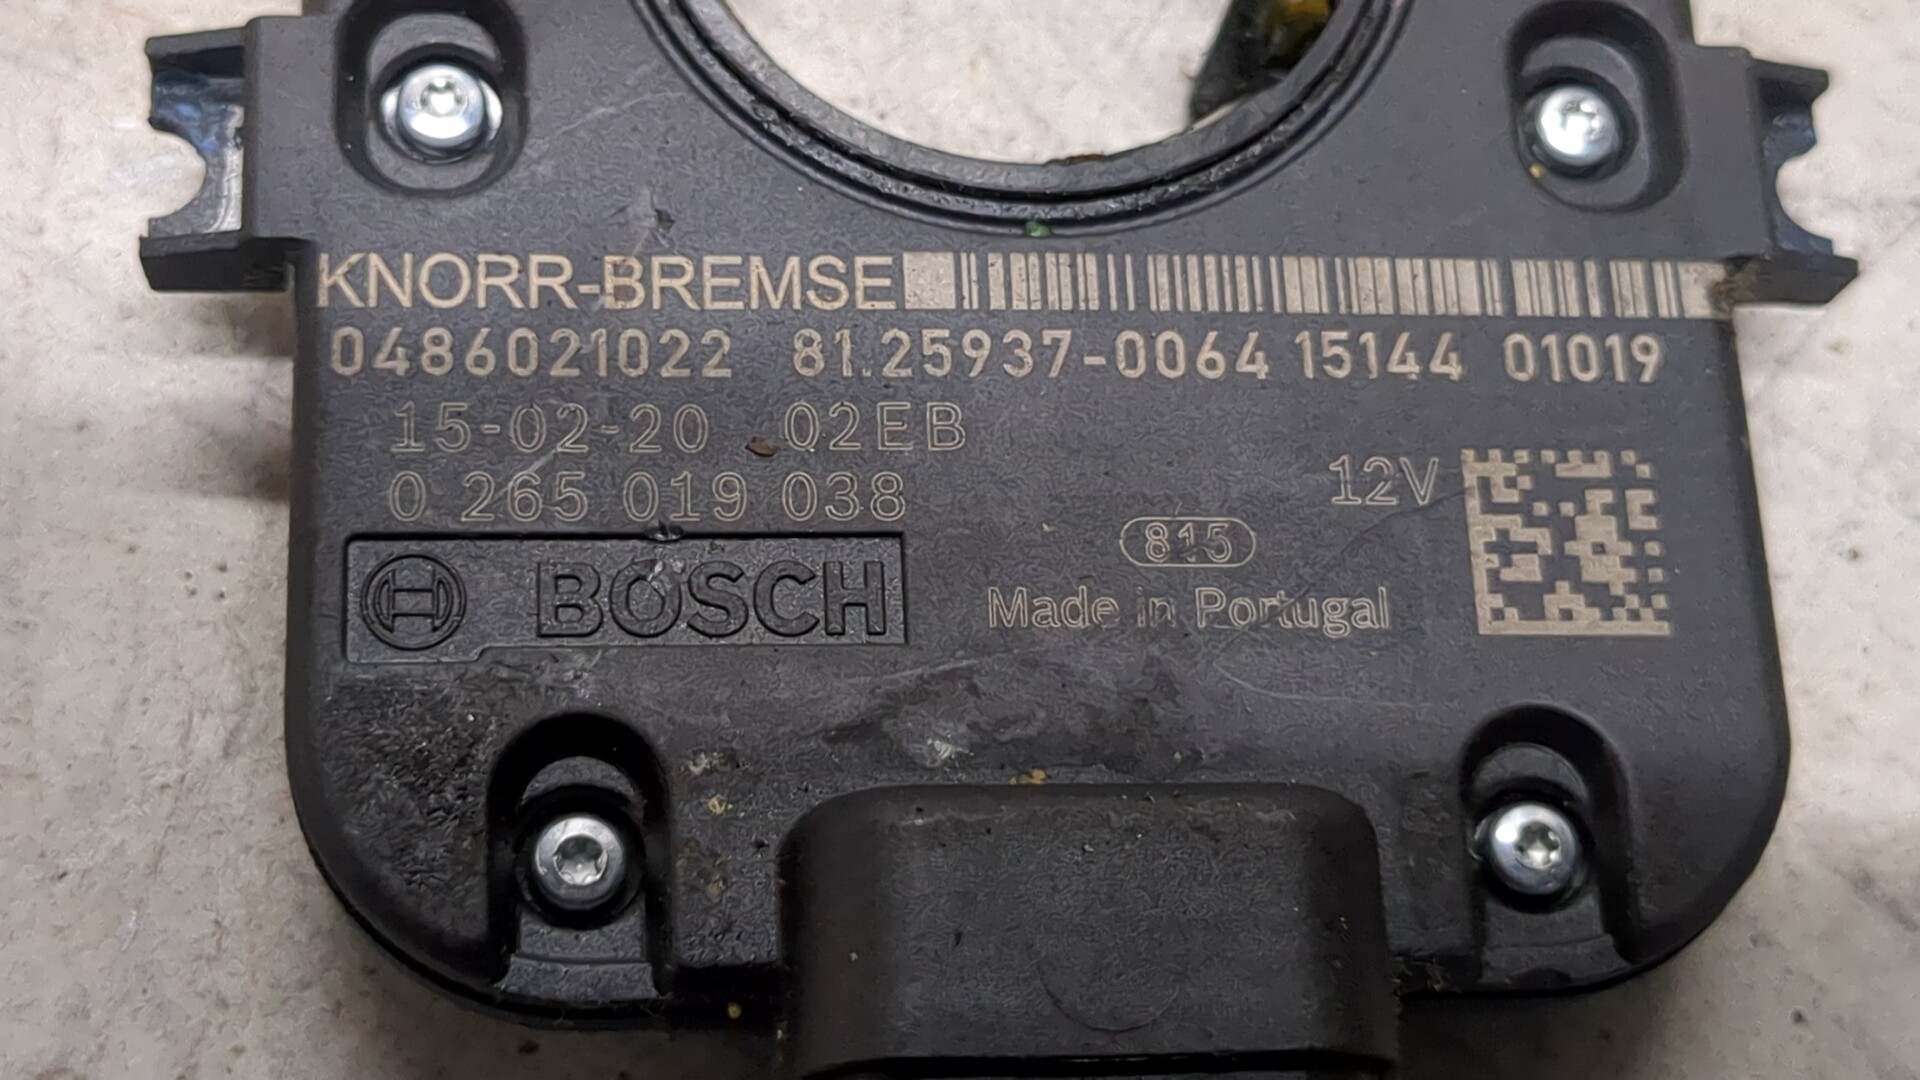 KNORR-BREMSE
0486021022 81.25937-0064 15144 01019
15-02-20 02EB
0 265 019 038
12V
815
BOSCH
Made in Portugal